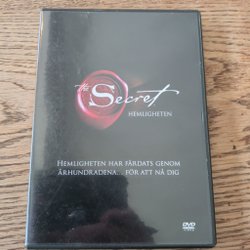 the
Secret
HEMLIGHETEN
HEMLIGHETEN HAR FÄRDATS GENOM
ÅRHUNDRADENA... FÖR ATT NÅ DIG
DVD